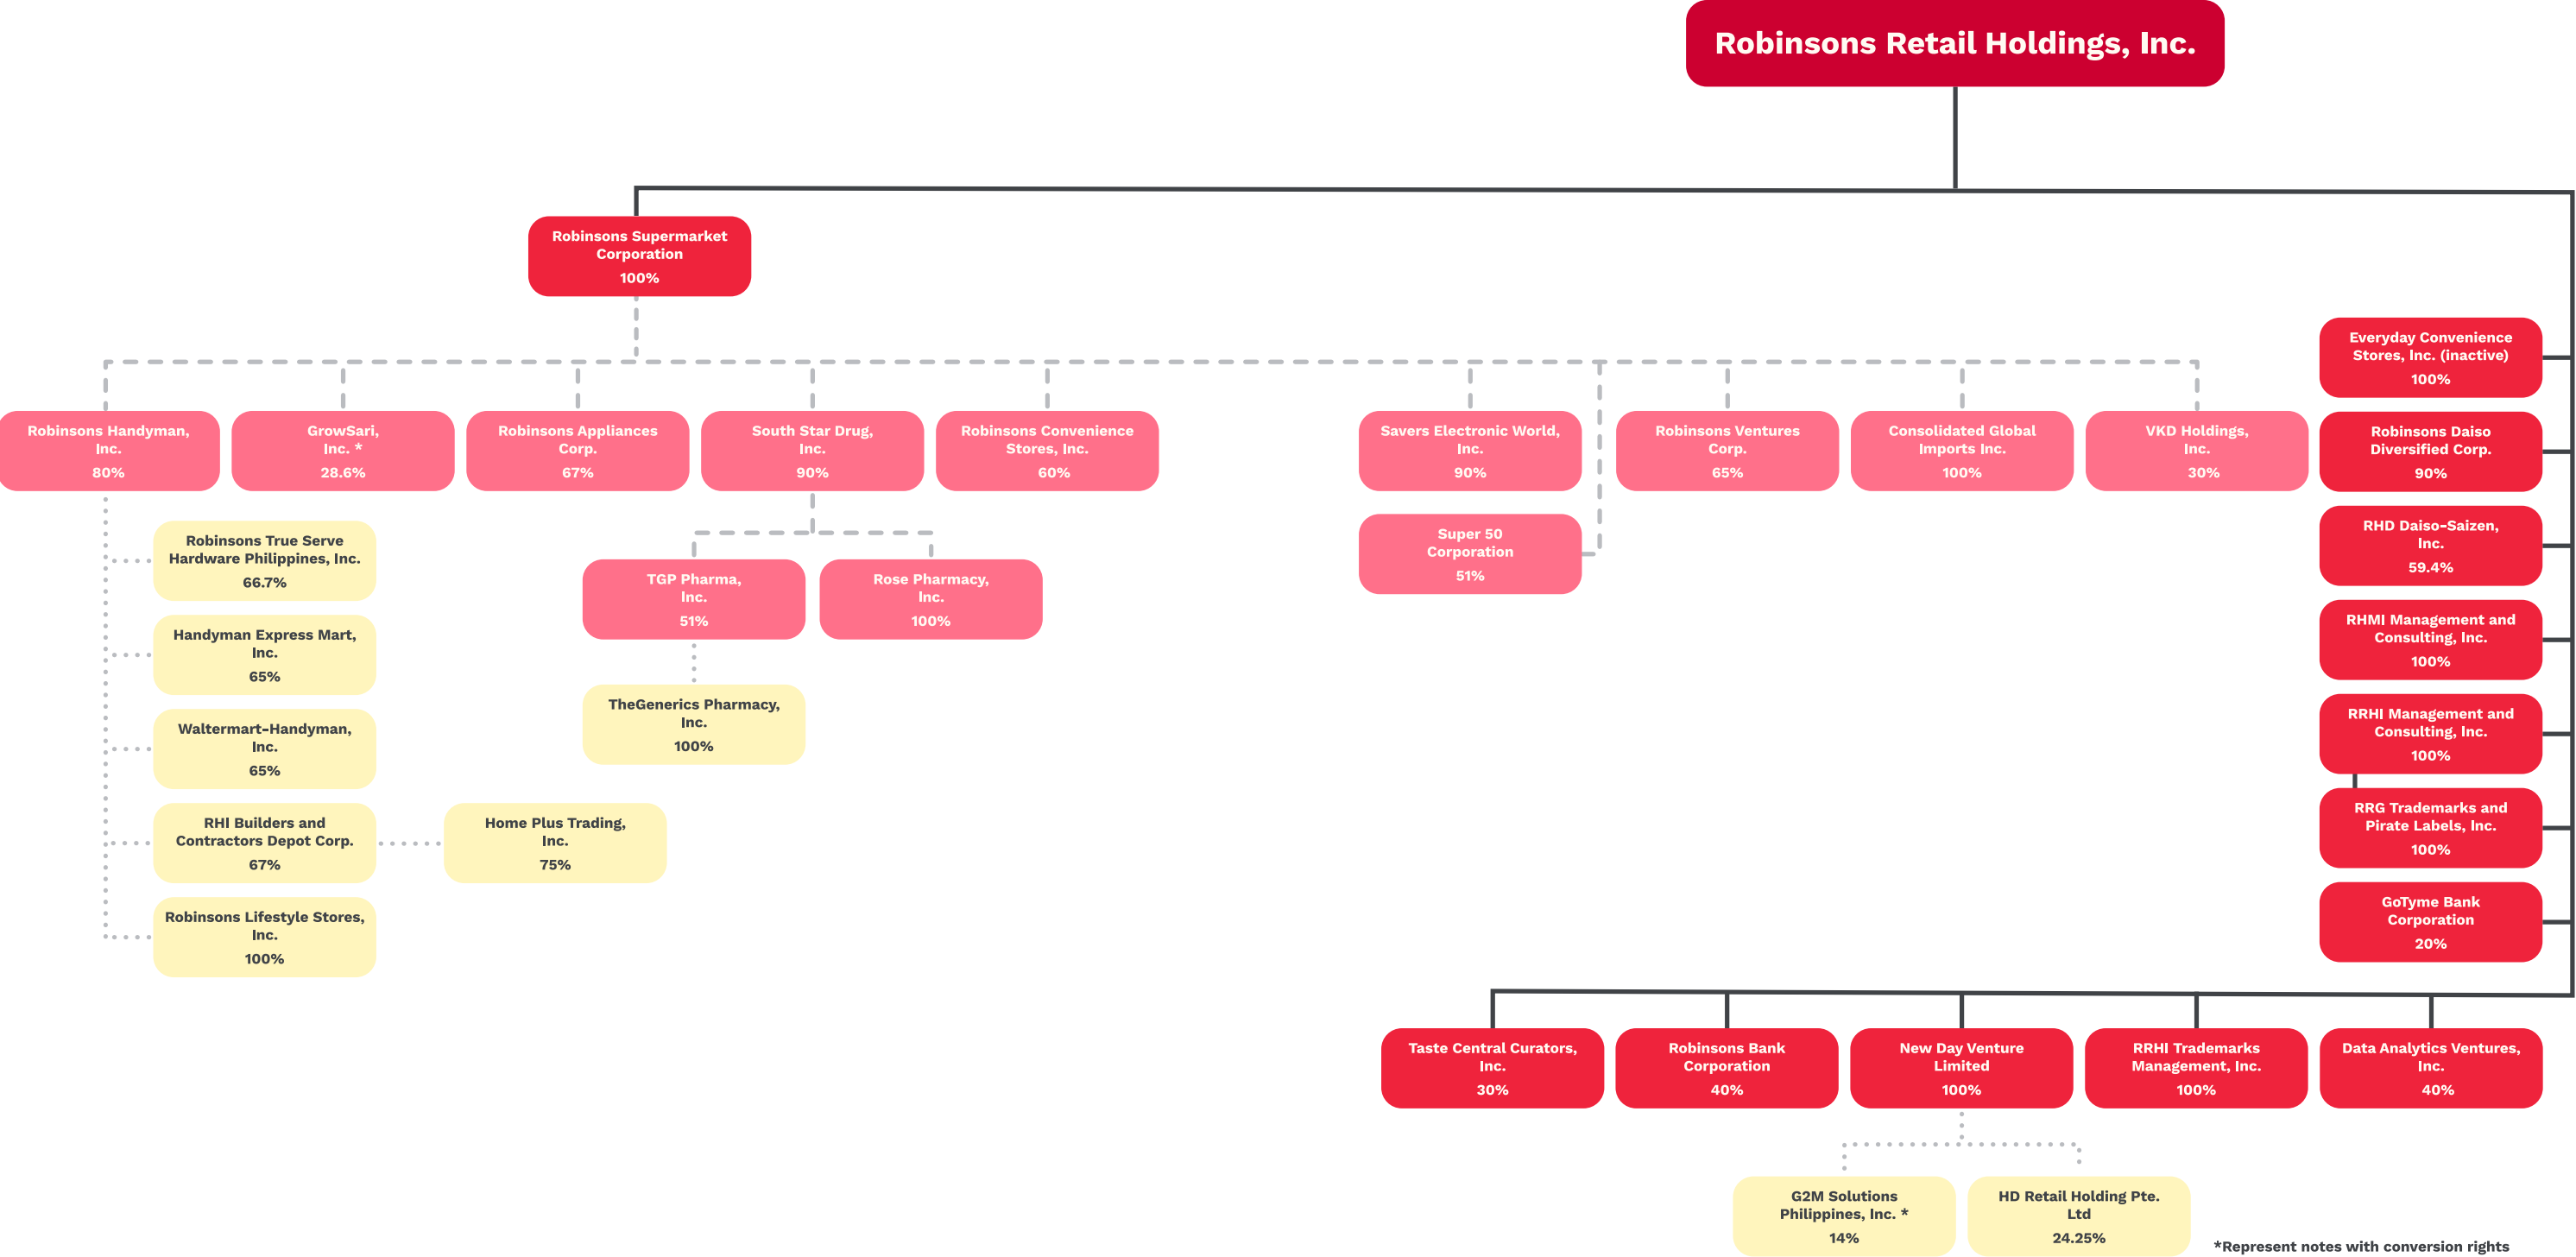 Robinsons Retail Holdings, Inc.
Robinsons Supermarket
Corporation
100%
Robinsons Handyman,
Inc.
80%
GrowSari,
Inc. *
28.6%
Robinsons Appliances
Corp.
67%
South Star Drug,
Inc.
90%
Robinsons Convenience
Stores, Inc.
60%
Savers Electronic World,
Inc.
90%
Robinsons Ventures
Corp.
65%
Consolidated Global
Imports Inc.
100%
VKD Holdings,
Inc.
30%
Super 50
Corporation
51%
Robinsons True Serve
Hardware Philippines, Inc.
66.7%
Handyman Express Mart,
Inc.
65%
Waltermart-Handyman,
Inc.
65%
RHI Builders and
Contractors Depot Corp.
67%
Home Plus Trading,
Inc.
75%
Robinsons Lifestyle Stores,
Inc.
100%
TGP Pharma,
Inc.
51%
Rose Pharmacy,
Inc.
100%
TheGenerics Pharmacy,
Inc.
100%
Everyday Convenience
Stores, Inc. (inactive)
100%
Robinsons Daiso
Diversified Corp.
90%
RHD Daiso-Saizen,
Inc.
59.4%
RHMI Management and
Consulting, Inc.
100%
RRHI Management and
Consulting, Inc.
100%
RRG Trademarks and
Pirate Labels, Inc.
100%
GoTyme Bank
Corporation
20%
Taste Central Curators,
Inc.
30%
Robinsons Bank
Corporation
40%
New Day Venture
Limited
100%
RRHI Trademarks
Management, Inc.
100%
Data Analytics Ventures,
Inc.
40%
G2M Solutions
Philippines, Inc. *
14%
HD Retail Holding Pte.
Ltd
24.25%
*Represent notes with conversion rights